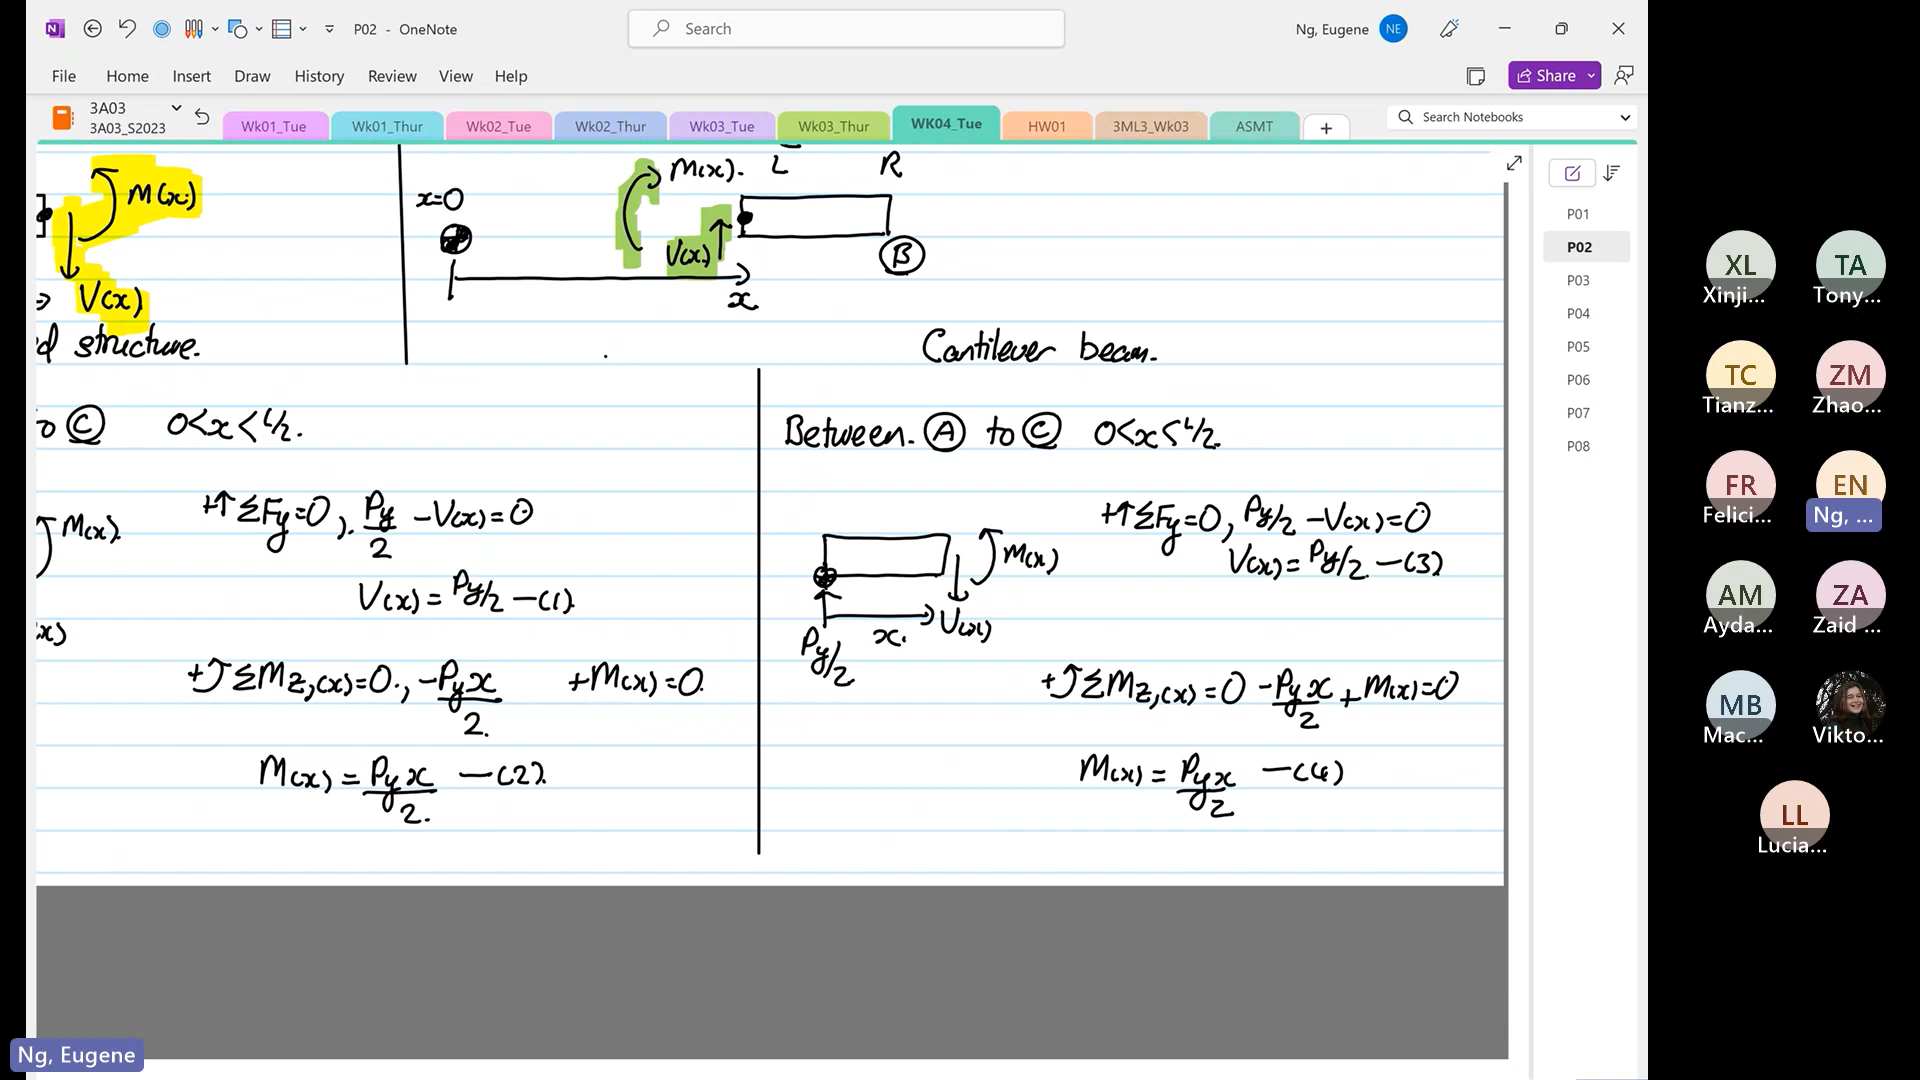 P02 - OneNote
Search
Ng, Eugene
NE
File Home Insert Draw History Review View Help
Share
3A03
3A03_S2023
Wk01_Tue
Wk01_Thur
Wk02_Tue
Wk02_Thur
Wk03_Tue
Wk03_Thur
WK04_Tue
HW01
3ML3_Wk03
ASMT
+
Search Notebooks
P01
P02
P03
P04
P05
P06
P07
P08
M(x)
V(x)
d structure.
x=0
M(x).
L
R
V(x)
B
x
Cantilever beam.
to C 0<x<L/2.
M(x).
+↑ΣFy=0, Py/2 -V(x)=0
V(x)= Py/2 —(1)
(x)
+ΣMz,(x)=0., -Pyx/2 +M(x)=0.
M(x)= Pyx/2. —(2).
Between. A to C 0<x<L/2.
M(x)
V(x)
x.
Py/2
+↑ΣFy=0, Py/2 -V(x)=0
V(x)= Py/2 —(3)
+ΣMz,(x)=0 -Pyx/2 +M(x)=0
M(x)= Pyx/2 —(4)
XL
Xinji...
TA
Tony...
TC
Tianz...
ZM
Zhao...
FR
Felici...
EN
Ng, ...
AM
Ayda...
ZA
Zaid ...
MB
Mac...
Vikto...
LL
Lucia...
Ng, Eugene